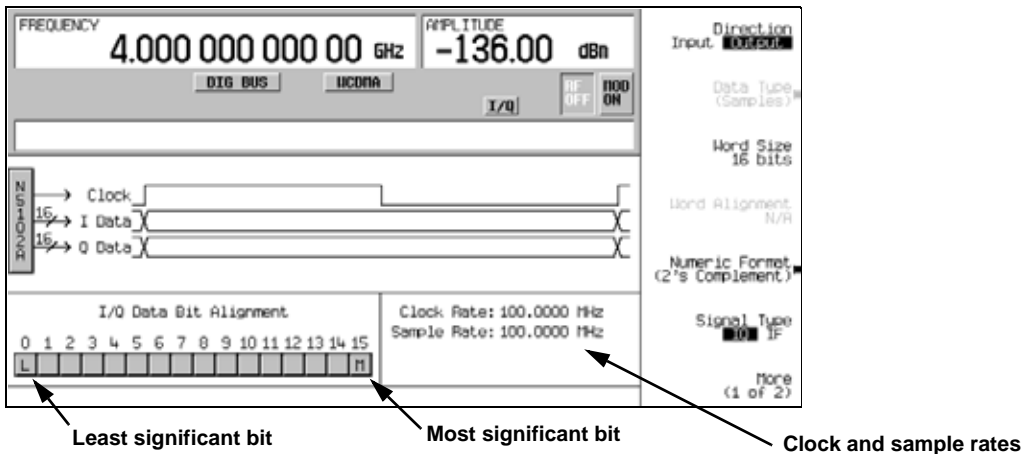 FREQUENCY
4.000 000 000 00 GHz
AMPLITUDE
-136.00 dBm
DIG BUS
WCDMA
I/Q
RF OFF
MOD ON
N5102A
Clock
16
I Data
16
Q Data
I/Q Data Bit Alignment
0 1 2 3 4 5 6 7 8 9 10 11 12 13 14 15
L
M
Clock Rate: 100.0000 MHz
Sample Rate: 100.0000 MHz
Direction
Input Output
Data Type
(Samples)
Word Size
16 bits
Word Alignment
N/A
Numeric Format
(2's Complement)
Signal Type
IQ IF
More
(1 of 2)
Least significant bit
Most significant bit
Clock and sample rates